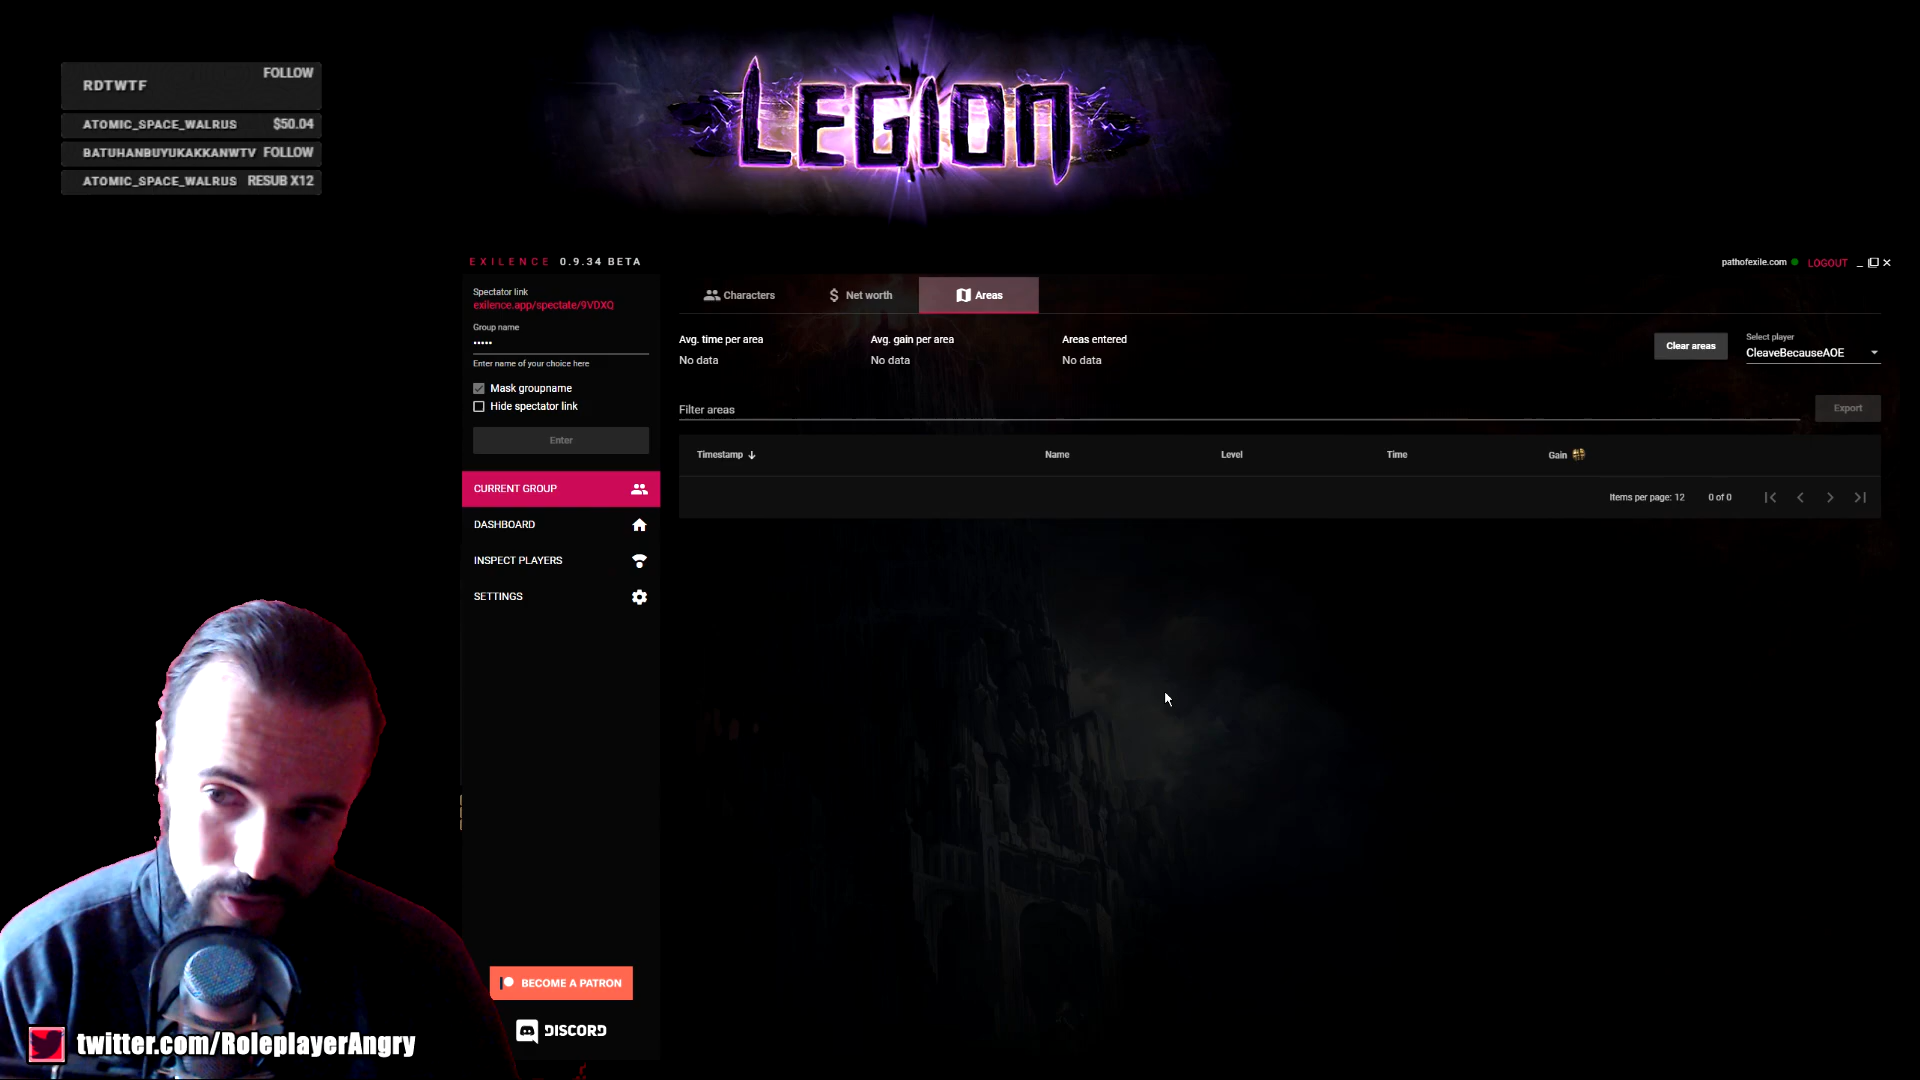 RDTWTF FOLLOW
ATOMIC_SPACE_WALRUS $50.04
BATUHANBUYUKAKKANWTV FOLLOW
ATOMIC_SPACE_WALRUS RESUB X12
LEGION
EXILENCE 0.9.34 BETA
pathofexile.com LOGOUT
Spectator link
exilence.app/spectate/9VDXQ
Group name
•••••
Enter name of your choice here
Mask groupname
Hide spectator link
Enter
CURRENT GROUP
DASHBOARD
INSPECT PLAYERS
SETTINGS
BECOME A PATRON
DISCORD
Characters Net worth Areas
Avg. time per area Avg. gain per area Areas entered
No data No data No data
Clear areas
Select player
CleaveBecauseAOE
Filter areas
Export
Timestamp Name Level Time Gain
Items per page: 12 0 of 0
twitter.com/RoleplayerAngry